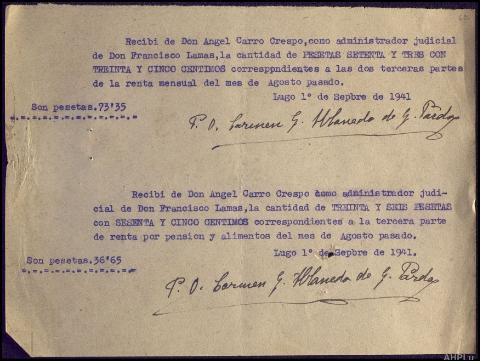 Recibi de Don Angel Carro Crespo,como administrador judicial
de Don Francisco Lamas,la cantidad de PESETAS SETENTA Y TRES CON
TREINTA Y CINCO CENTIMOS correspondientes a las dos terceras partes
de la renta mensual del mes de Agosto pasado.
Lugo 1º de Sepbre de 1941
Son pesetas.73'35
P. O. Carmen G. Ablanedo de G. Pardo
Recibi de Don Angel Carro Crespo como administrador judi-
cial de Don Francisco Lamas, la cantidad de TREINTA Y SEIS PESETAS
con SESENTA Y CINCO CENTIMOS correspondientes a la tercera parte
de renta por pension y alimentos del mes de Agosto pasado.
Lugo 1º de Sepbre de 1941.
Son pesetas.36'65
P. O. Carmen G. Ablanedo de G. Pardo
AHPLu